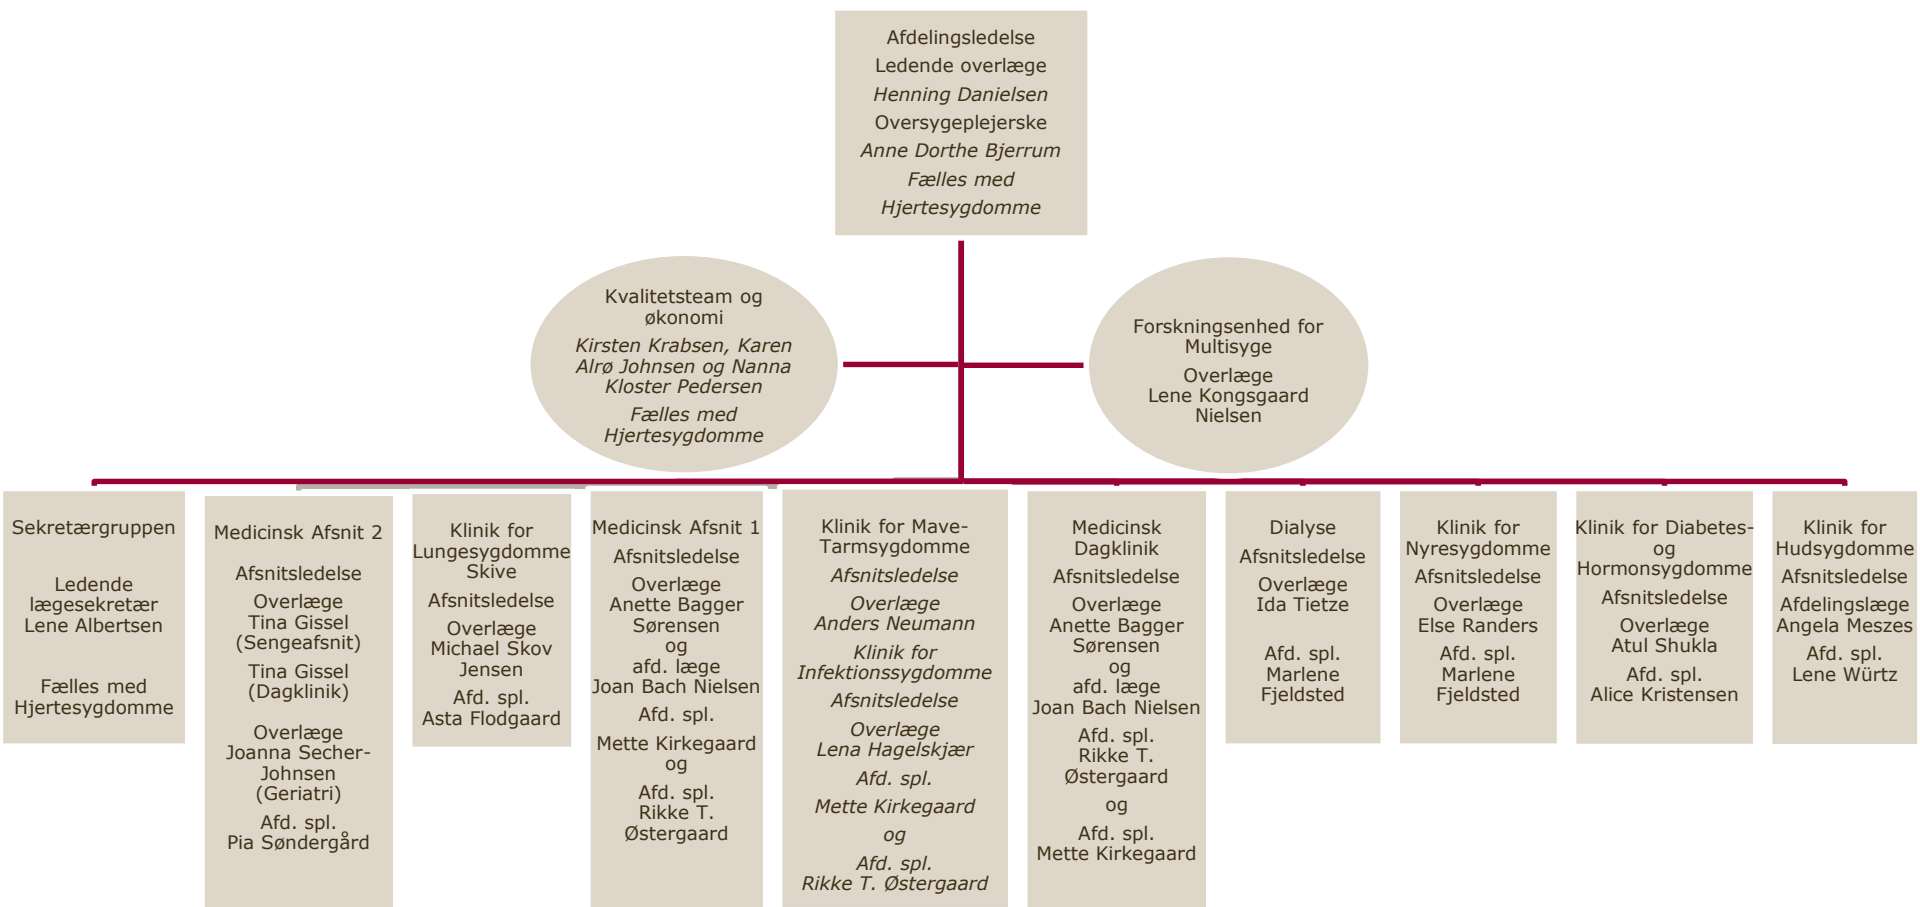 Afdelingsledelse
Ledende overlæge
Henning Danielsen
Oversygeplejerske
Anne Dorthe Bjerrum
Fælles med
Hjertesygdomme
Kvalitetsteam og
økonomi
Kirsten Krabsen, Karen
Alrø Johnsen og Nanna
Kloster Pedersen
Fælles med
Hjertesygdomme
Forskningsenhed for
Multisyge
Overlæge
Lene Kongsgaard
Nielsen
Sekretærgruppen
Ledende
lægesekretær
Lene Albertsen
Fælles med
Hjertesygdomme
Medicinsk Afsnit 2
Afsnitsledelse
Overlæge
Tina Gissel
(Sengeafsnit)
Tina Gissel
(Dagklinik)
Overlæge
Joanna Secher-
Johnsen
(Geriatri)
Afd. spl.
Pia Søndergård
Klinik for
Lungesygdomme
Skive
Afsnitsledelse
Overlæge
Michael Skov
Jensen
Afd. spl.
Asta Flodgaard
Medicinsk Afsnit 1
Afsnitsledelse
Overlæge
Anette Bagger
Sørensen
og
afd. læge
Joan Bach Nielsen
Afd. spl.
Mette Kirkegaard
og
Afd. spl.
Rikke T.
Østergaard
Klinik for Mave-
Tarmsygdomme
Afsnitsledelse
Overlæge
Anders Neumann
Klinik for
Infektionssygdomme
Afsnitsledelse
Overlæge
Lena Hagelskjær
Afd. spl.
Mette Kirkegaard
og
Afd. spl.
Rikke T. Østergaard
Medicinsk
Dagklinik
Afsnitsledelse
Overlæge
Anette Bagger
Sørensen
og
afd. læge
Joan Bach Nielsen
Afd. spl.
Rikke T.
Østergaard
og
Afd. spl.
Mette Kirkegaard
Dialyse
Afsnitsledelse
Overlæge
Ida Tietze
Afd. spl.
Marlene
Fjeldsted
Klinik for
Nyresygdomme
Afsnitsledelse
Overlæge
Else Randers
Afd. spl.
Marlene
Fjeldsted
Klinik for Diabetes-
og
Hormonsygdomme
Afsnitsledelse
Overlæge
Atul Shukla
Afd. spl.
Alice Kristensen
Klinik for
Hudsygdomme
Afsnitsledelse
Afdelingslæge
Angela Meszes
Afd. spl.
Lene Würtz